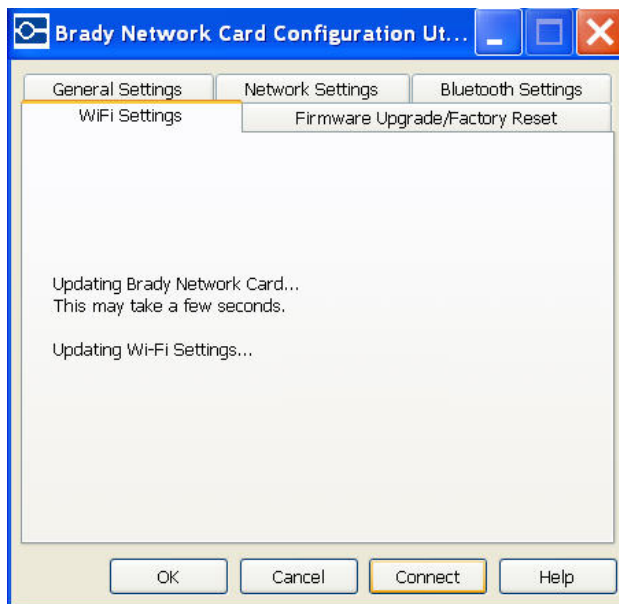 Brady Network Card Configuration Ut...
General Settings
Network Settings
Bluetooth Settings
WiFi Settings
Firmware Upgrade/Factory Reset
Updating Brady Network Card...
This may take a few seconds.
Updating Wi-Fi Settings...
OK
Cancel
Connect
Help